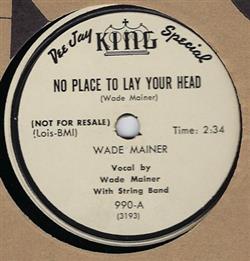 Dee Jay KING Special
NO PLACE TO LAY YOUR HEAD
(Wade Mainer)
(NOT FOR RESALE)
(Lois-BMI)
Time: 2:34
WADE MAINER
Vocal by
Wade Mainer
With String Band
990-A
(3193)